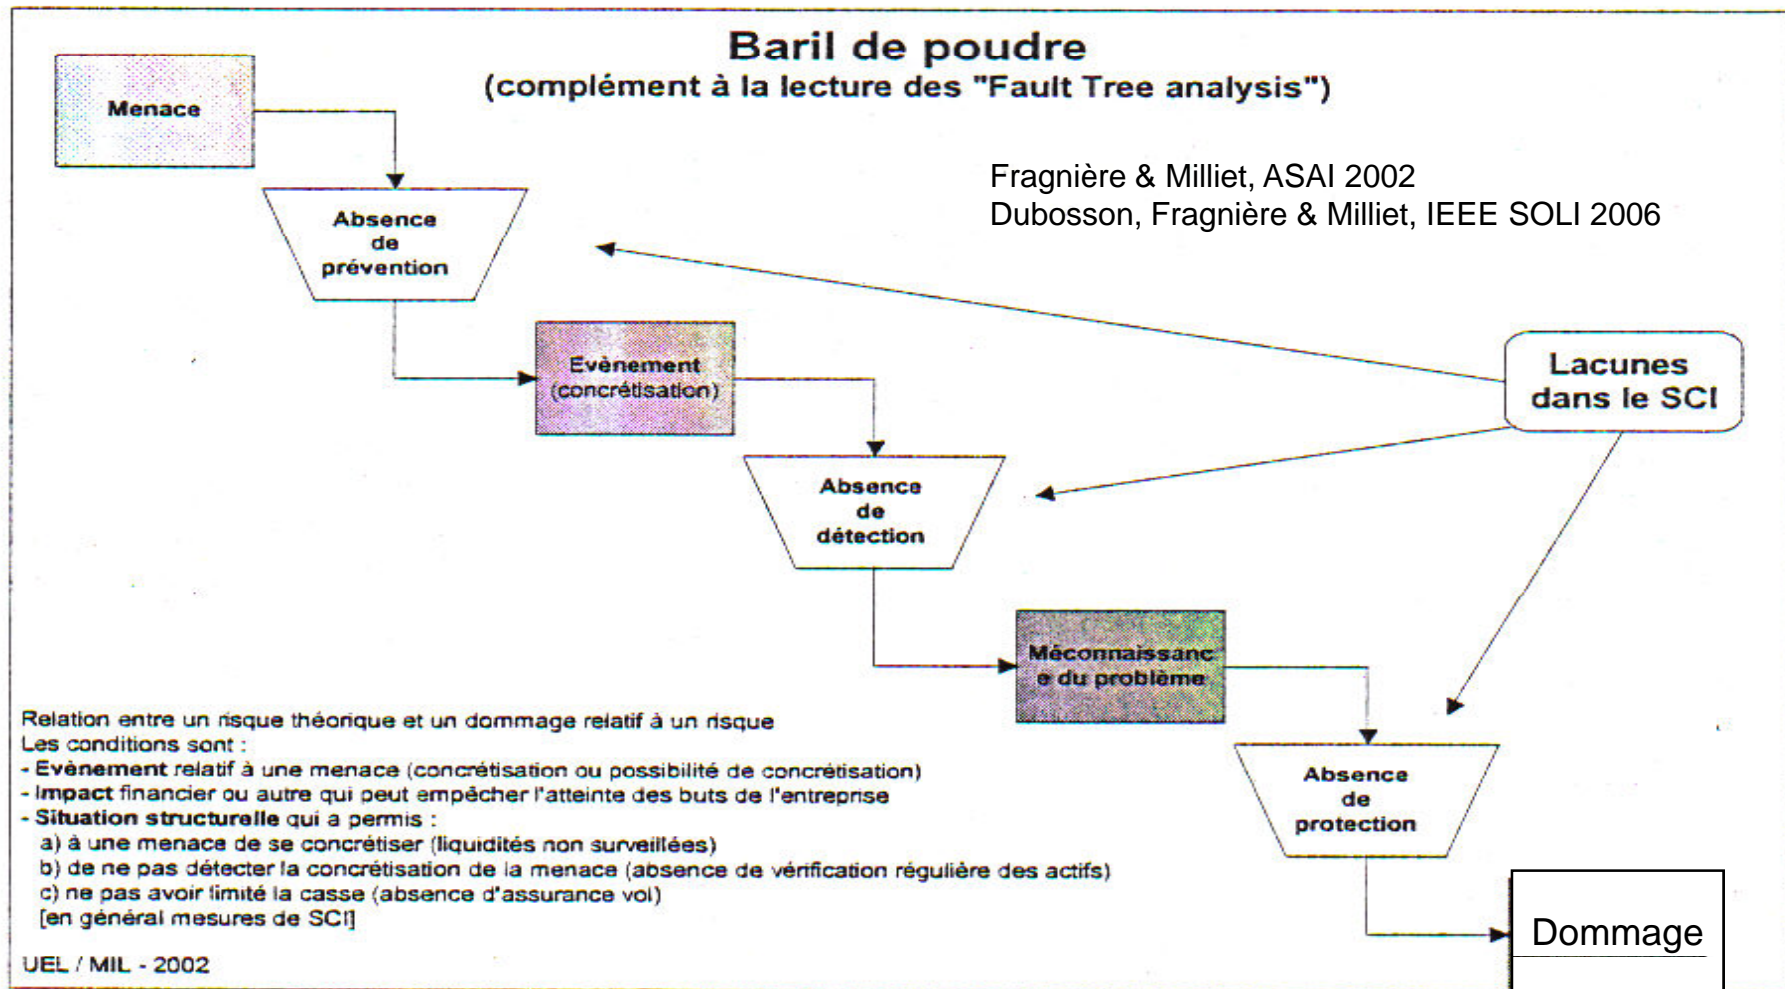 Baril de poudre
(complément à la lecture des "Fault Tree analysis")
Menace
Fragnière & Milliet, ASAI 2002
Dubosson, Fragnière & Milliet, IEEE SOLI 2006
Absence
de
prévention
Evènement
(concrétisation)
Lacunes
dans le SCI
Absence
de
détection
Méconnaissanc
e du problème
Relation entre un risque théorique et un dommage relatif à un risque
Les conditions sont :
- Evènement relatif à une menace (concrétisation ou possibilité de concrétisation)
- Impact financier ou autre qui peut empêcher l'atteinte des buts de l'entreprise
- Situation structurelle qui a permis :
a) à une menace de se concrétiser (liquidités non surveillées)
b) de ne pas détecter la concrétisation de la menace (absence de vérification régulière des actifs)
c) ne pas avoir limité la casse (absence d'assurance vol)
[en général mesures de SCI]
Absence
de
protection
Dommage
UEL / MIL - 2002